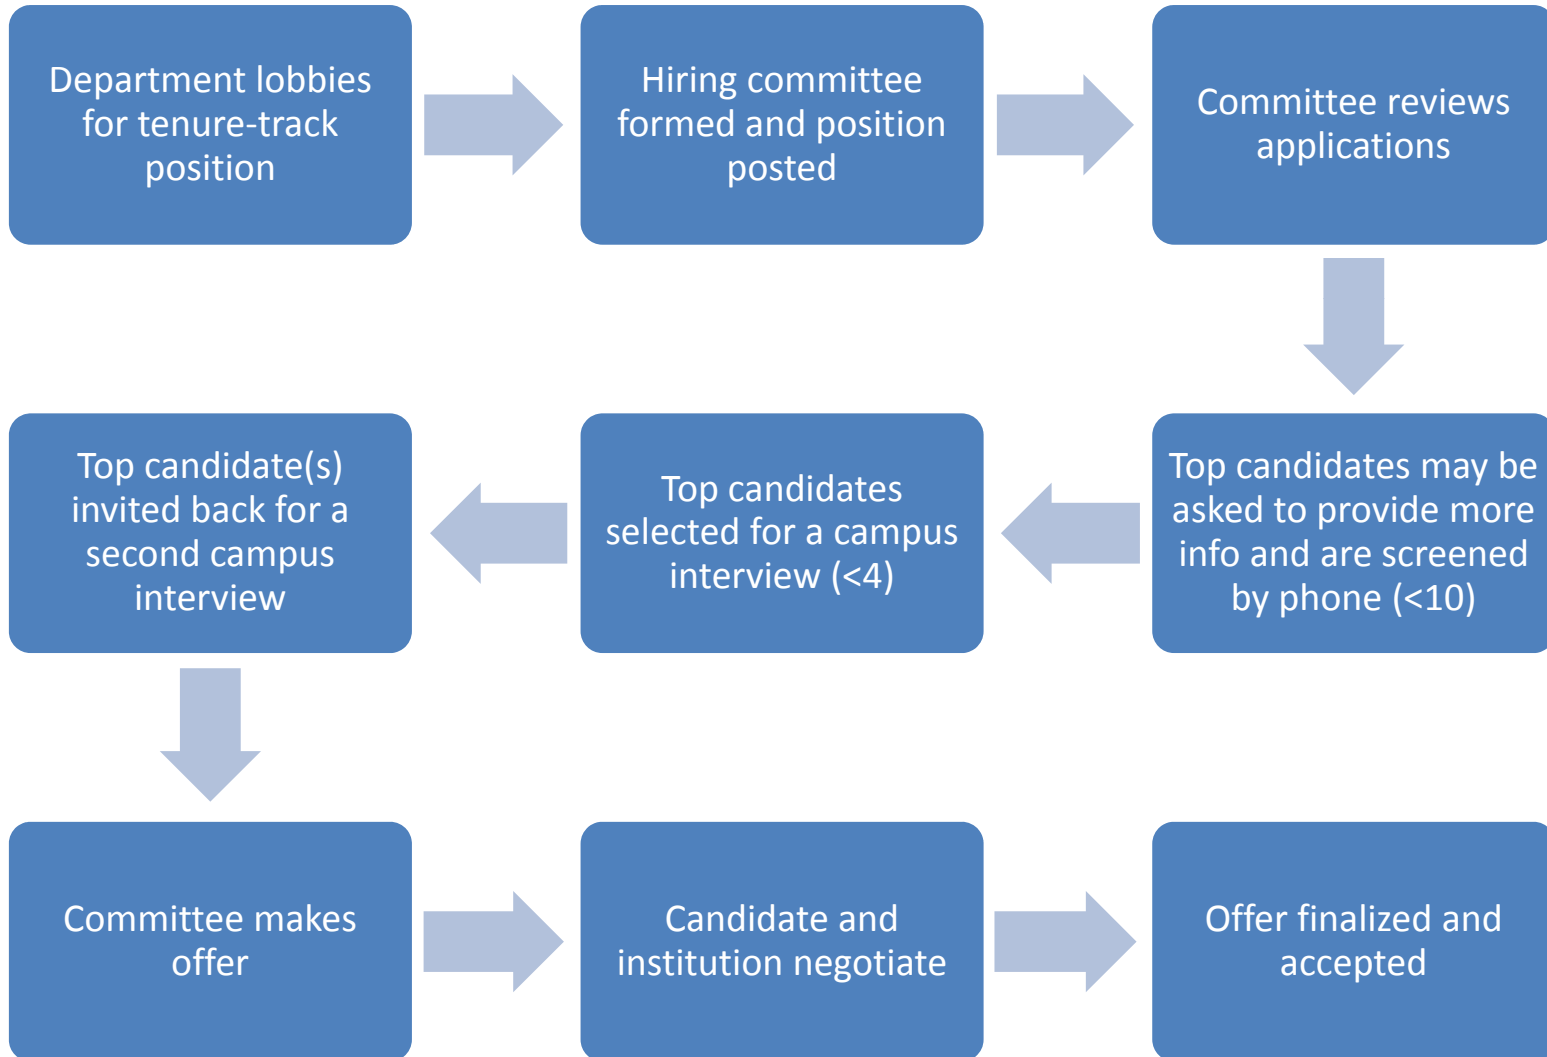 Department lobbies
for tenure-track
position
Hiring committee
formed and position
posted
Committee reviews
applications
Top candidates may be
asked to provide more
info and are screened
by phone (<10)
Top candidates
selected for a campus
interview (<4)
Top candidate(s)
invited back for a
second campus
interview
Committee makes
offer
Candidate and
institution negotiate
Offer finalized and
accepted